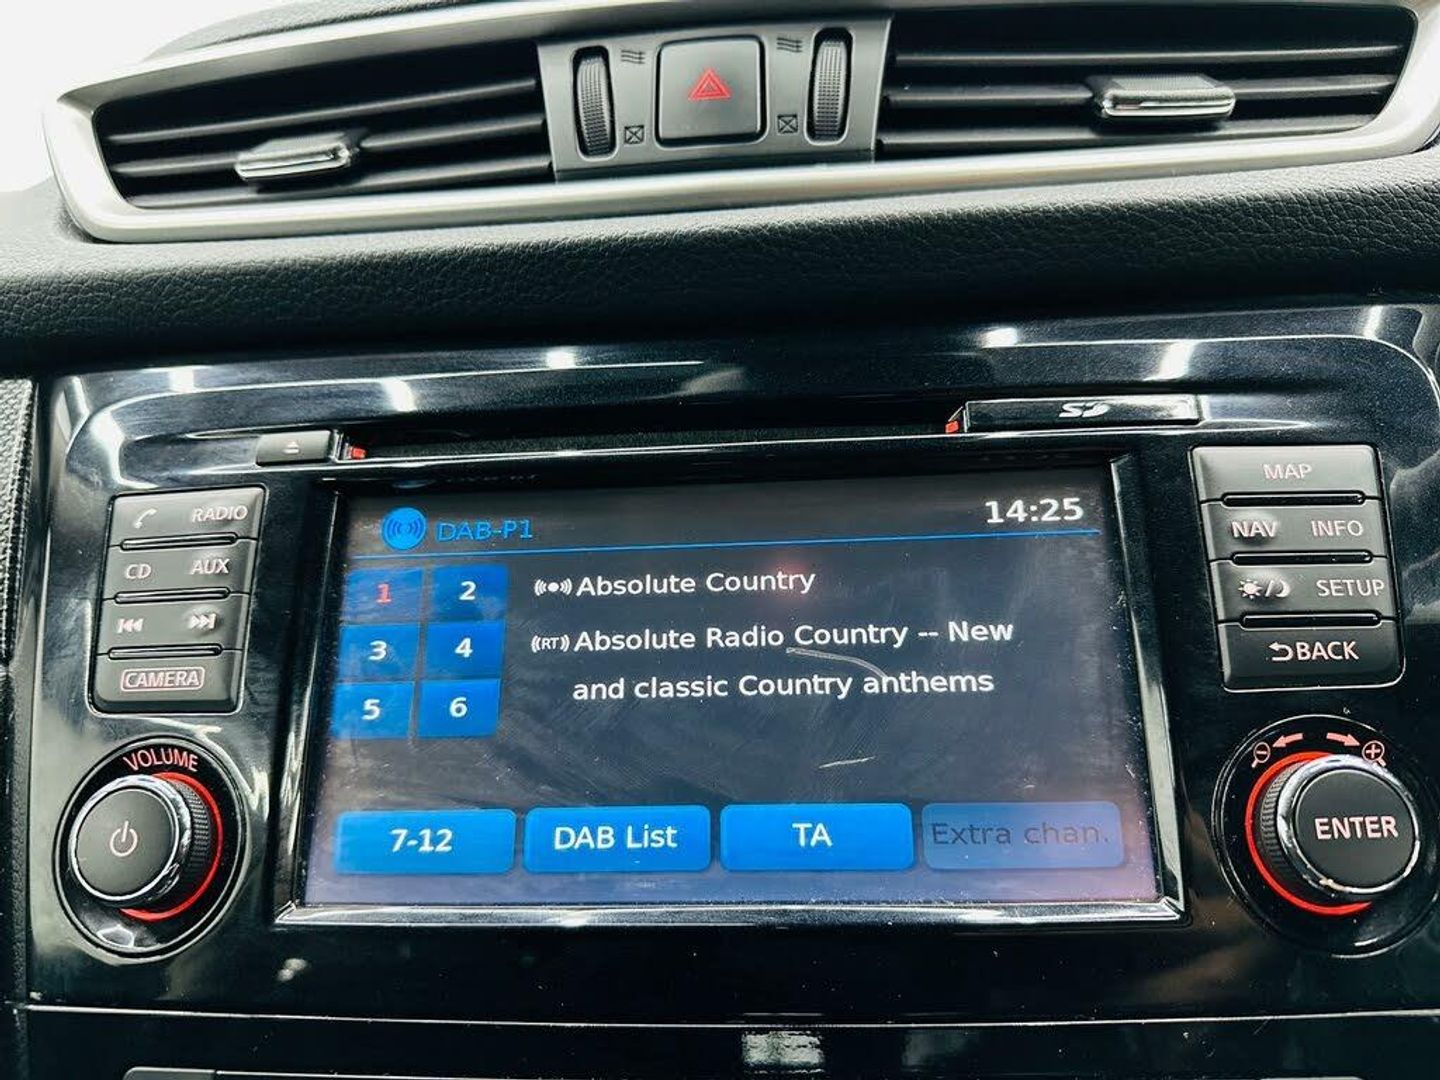 SD
MAP
RADIO
NAV INFO
CD AUX
SETUP
BACK
CAMERA
VOLUME
ENTER
DAB-P1
14:25
1 2
Absolute Country
3 4
(RT) Absolute Radio Country -- New
and classic Country anthems
5 6
7-12
DAB List
TA
Extra chan.